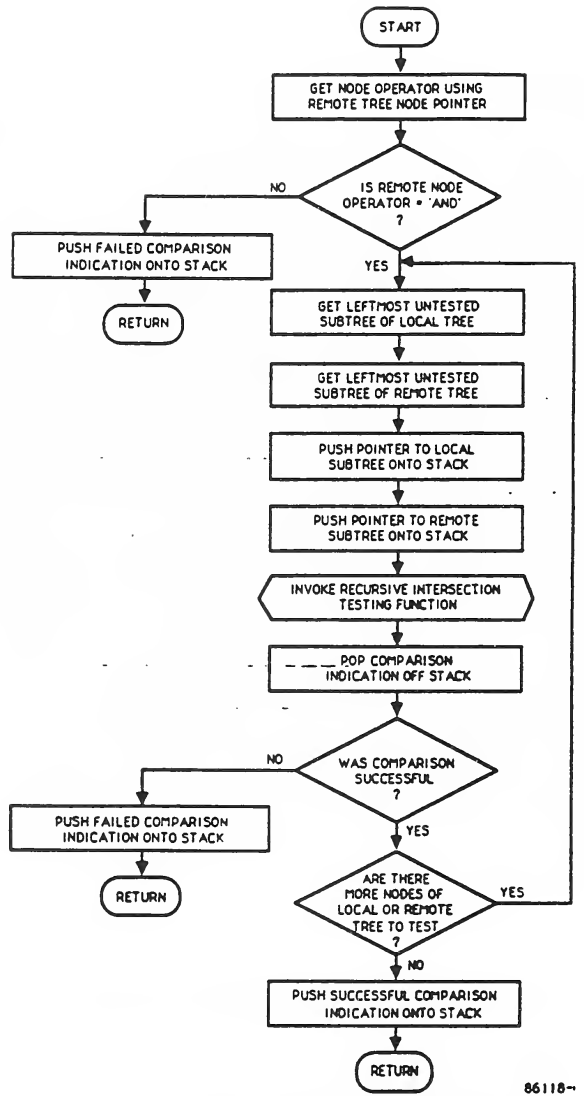 START
GET NODE OPERATOR USING
REMOTE TREE NODE POINTER
IS REMOTE NODE
OPERATOR = 'AND'
?
NO
PUSH FAILED COMPARISON
INDICATION ONTO STACK
RETURN
YES
GET LEFTMOST UNTESTED
SUBTREE OF LOCAL TREE
GET LEFTMOST UNTESTED
SUBTREE OF REMOTE TREE
PUSH POINTER TO LOCAL
SUBTREE ONTO STACK
PUSH POINTER TO REMOTE
SUBTREE ONTO STACK
INVOKE RECURSIVE INTERSECTION
TESTING FUNCTION
POP COMPARISON
INDICATION OFF STACK
WAS COMPARISON
SUCCESSFUL
?
NO
PUSH FAILED COMPARISON
INDICATION ONTO STACK
RETURN
YES
ARE THERE
MORE NODES OF
LOCAL OR REMOTE
TREE TO TEST
?
YES
NO
PUSH SUCCESSFUL COMPARISON
INDICATION ONTO STACK
RETURN
86118-